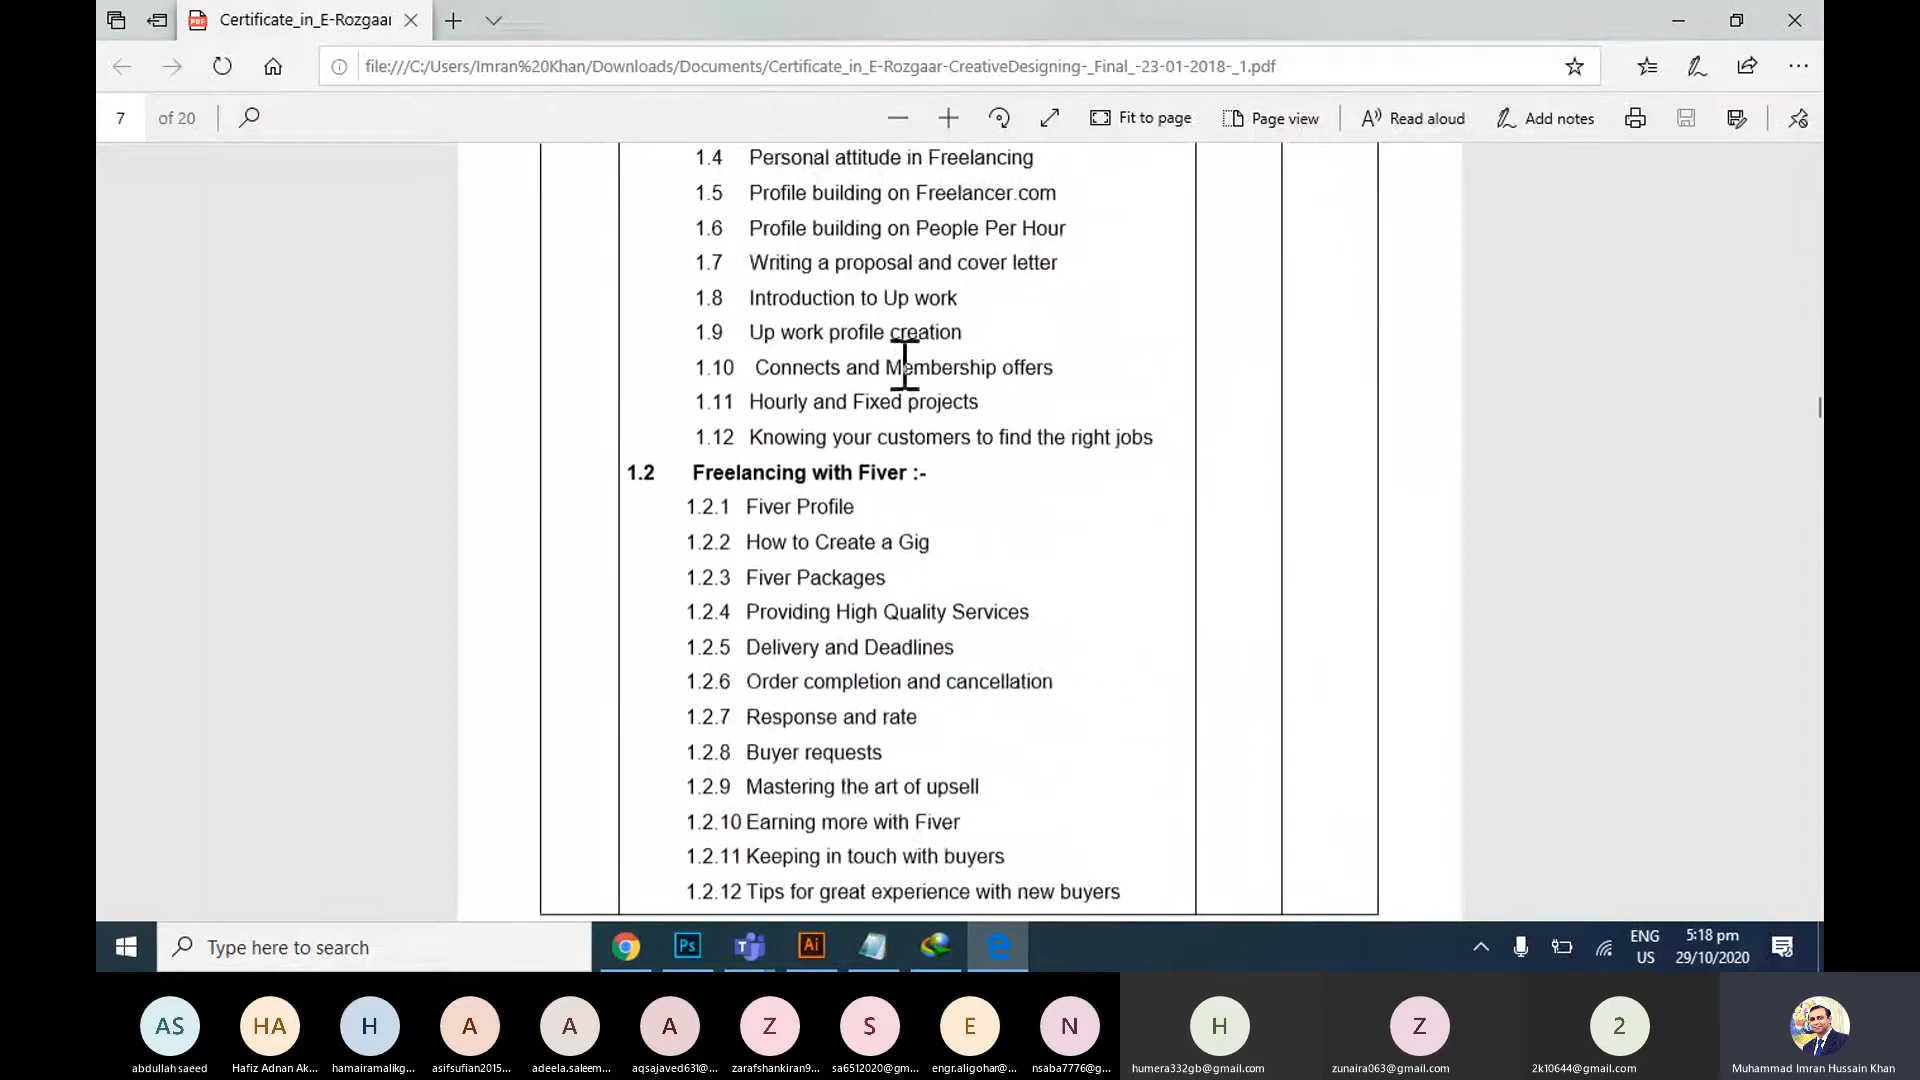 Certificate_in_E-Rozgaar
file:///C:/Users/Imran%20Khan/Downloads/Documents/Certificate_in_E-Rozgaar-CreativeDesigning-_Final_-23-01-2018-_1.pdf
7 of 20 Fit to page Page view Read aloud Add notes
1.4 Personal attitude in Freelancing
1.5 Profile building on Freelancer.com
1.6 Profile building on People Per Hour
1.7 Writing a proposal and cover letter
1.8 Introduction to Up work
1.9 Up work profile creation
1.10 Connects and Membership offers
1.11 Hourly and Fixed projects
1.12 Knowing your customers to find the right jobs
1.2 Freelancing with Fiver :-
1.2.1 Fiver Profile
1.2.2 How to Create a Gig
1.2.3 Fiver Packages
1.2.4 Providing High Quality Services
1.2.5 Delivery and Deadlines
1.2.6 Order completion and cancellation
1.2.7 Response and rate
1.2.8 Buyer requests
1.2.9 Mastering the art of upsell
1.2.10 Earning more with Fiver
1.2.11 Keeping in touch with buyers
1.2.12 Tips for great experience with new buyers
Type here to search Ps Ai ENG 5:18 pm
US 29/10/2020
AS HA H A A A Z S E N H Z 2
abdullah saeed Hafiz Adnan Ak... hamairamalikg... asifsufian2015... adeela.saleem... aqsajaved631@... zarafshankiran9... sa6512020@gm... engr.aligohar@... nsaba7776@g... humera332gb@gmail.com zunaira063@gmail.com 2k10644@gmail.com Muhammad Imran Hussain Khan